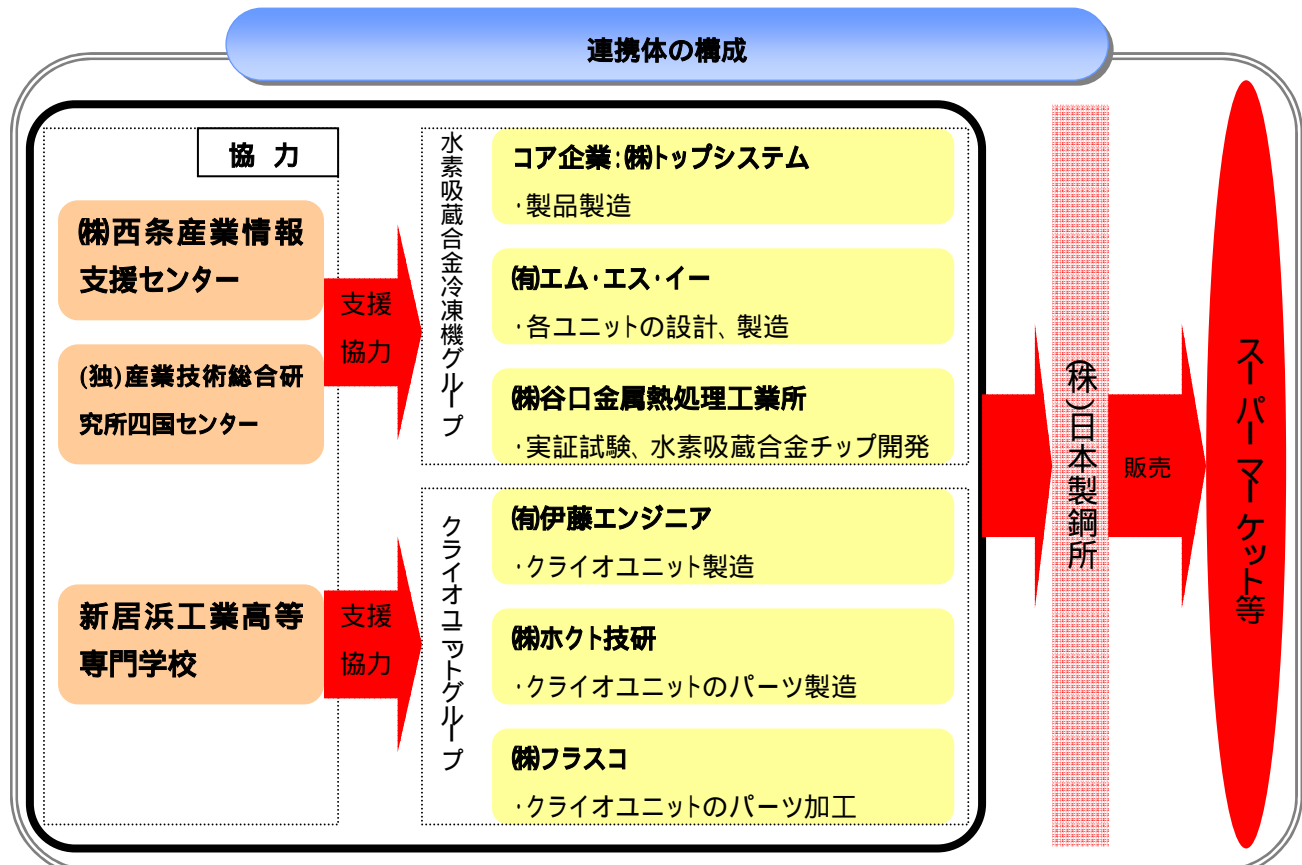 連携体の構成
協 力
㈱西条産業情報
支援センター
(独)産業技術総合研
究所四国センター
新居浜工業高等
専門学校
支援
協力
支援
協力
水素吸蔵合金冷凍機グループ
コア企業:㈱トップシステム
・製品製造
㈲エム・エス・イー
・各ユニットの設計、製造
㈱谷口金属熱処理工業所
・実証試験、水素吸蔵合金チップ開発
クライオユニットグループ
㈲伊藤エンジニア
・クライオユニット製造
㈱ホクト技研
・クライオユニットのパーツ製造
㈱フラスコ
・クライオユニットのパーツ加工
(株)日本製鋼所
販売
スーパーマーケット等